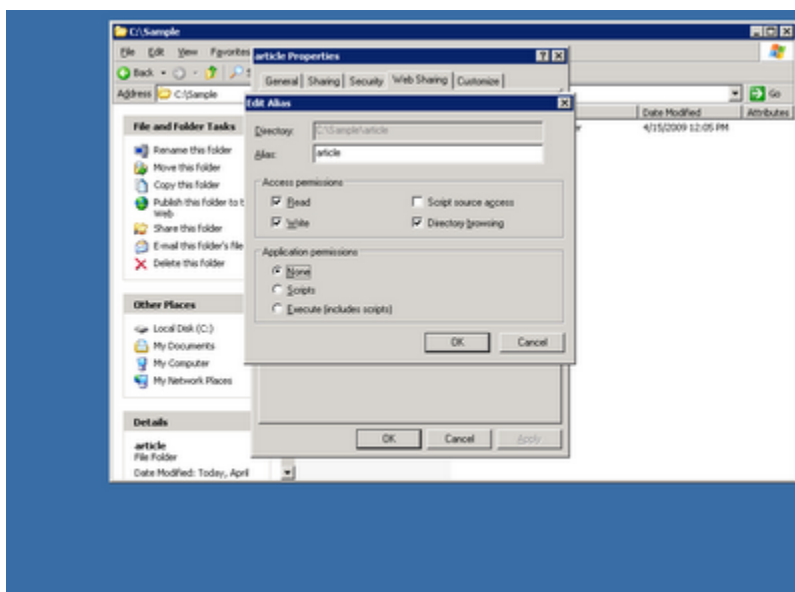 C:\Sample
File Edit View Favorites
Back
Address C:\Sample Go
Date Modified Attributes
4/15/2009 12:05 PM
File and Folder Tasks
Rename this folder
Move this folder
Copy this folder
Publish this folder to t
Web
Share this folder
E-mail this folder's file
Delete this folder
Other Places
Local Disk (C:)
My Documents
My Computer
My Network Places
Details
article
File Folder
Date Modified: Today, April
article Properties
General Sharing Security Web Sharing Customize
Edit Alias
Directory: C:\Sample\article
Alias: article
Access permissions
Read Script source access
Write Directory browsing
Application permissions
None
Scripts
Execute (includes scripts)
OK Cancel
OK Cancel Apply